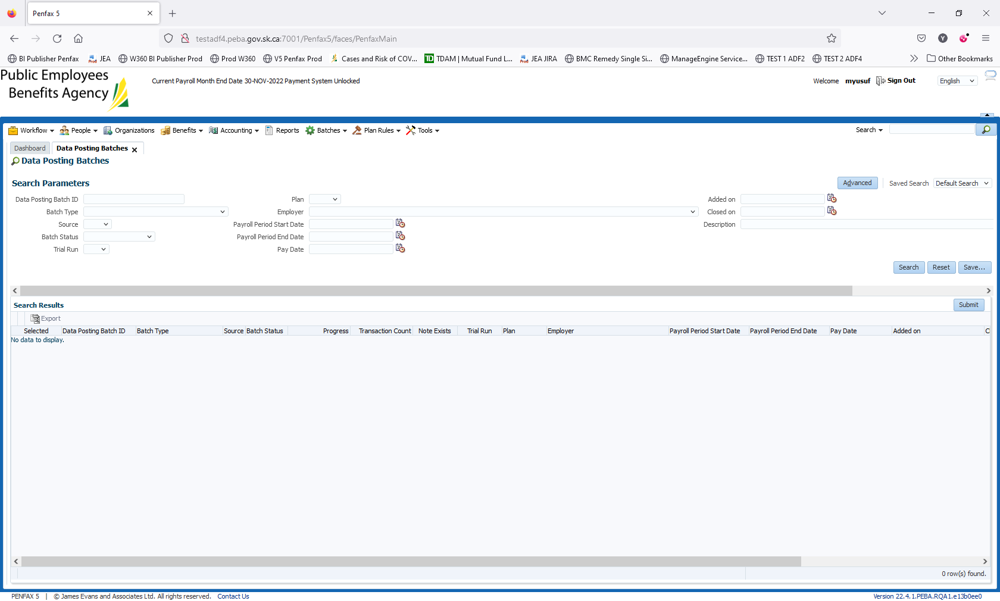 Penfax 5
testadf4.peba.gov.sk.ca:7001/Penfax5/faces/PenfaxMain
BI Publisher Penfax JEA W360 BI Publisher Prod Prod W360 V5 Penfax Prod Cases and Risk of COV... TDAM | Mutual Fund L... JEA JIRA BMC Remedy Single Si... ManageEngine Service... TEST 1 ADF2 TEST 2 ADF4 Other Bookmarks
Public Employees
Benefits Agency
Current Payroll Month End Date 30-NOV-2022 Payment System Unlocked
Welcome myusuf Sign Out English
Workflow People Organizations Benefits Accounting Reports Batches Plan Rules Tools Search
Dashboard Data Posting Batches
Data Posting Batches
Search Parameters Advanced Saved Search Default Search
Data Posting Batch ID Plan Added on
Batch Type Employer Closed on
Source Payroll Period Start Date Description
Batch Status Payroll Period End Date
Trial Run Pay Date
Search Reset Save...
Search Results Submit
Export
Selected Data Posting Batch ID Batch Type Source Batch Status Progress Transaction Count Note Exists Trial Run Plan Employer Payroll Period Start Date Payroll Period End Date Pay Date Added on C
No data to display.
0 row(s) found.
PENFAX 5 | © James Evans and Associates Ltd. All rights reserved. Contact Us Version 22.4.1.PEBA.RQA1.e13b0ee0